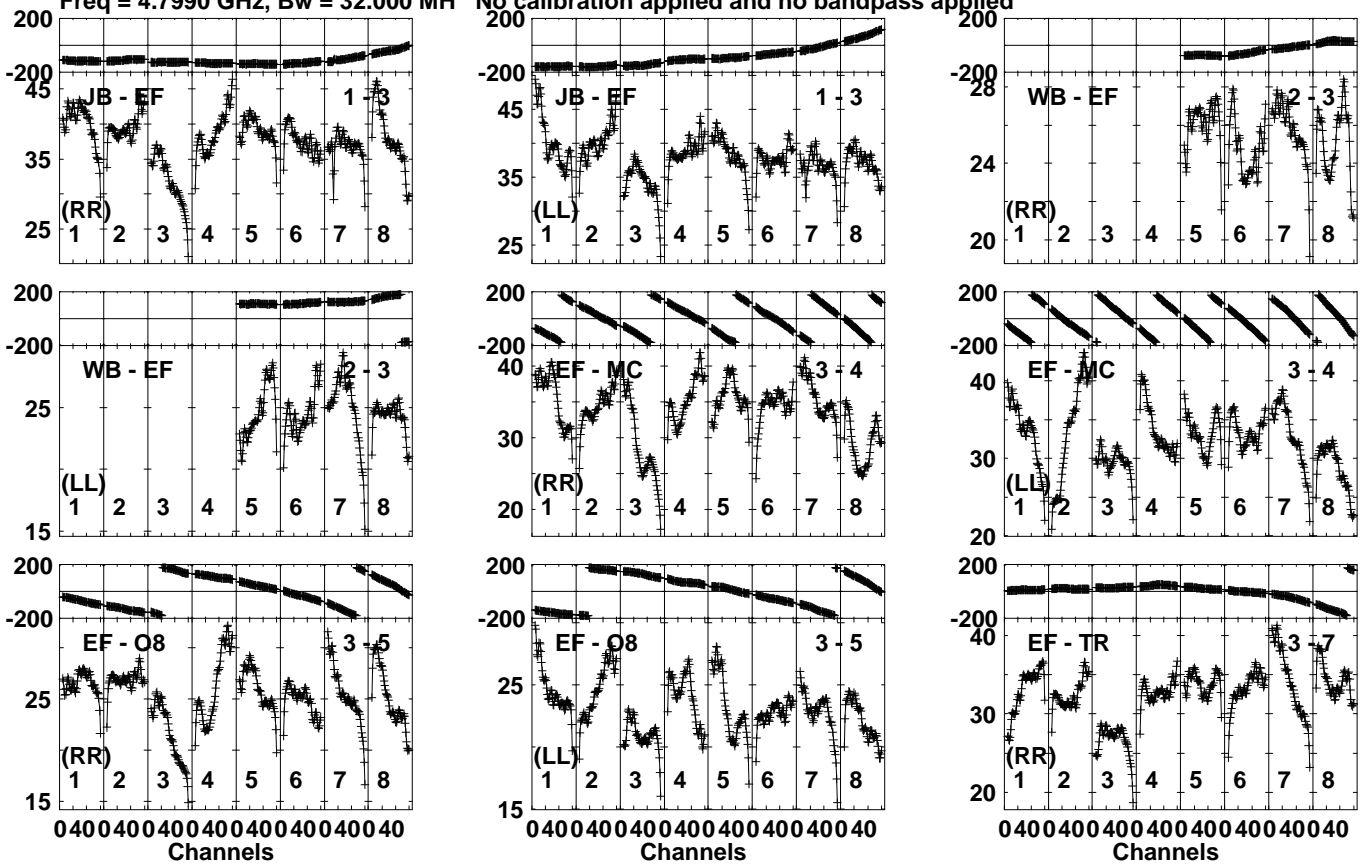 Freq = 4.7990 GHz, Bw = 32.000 MH No calibration applied and no bandpass applied
200
-200
45
35
25
JB - EF
1 - 3
(RR)
1 2 3 4 5 6 7 8
200
-200
45
35
25
JB - EF
1 - 3
(LL)
1 2 3 4 5 6 7 8
200
-200
28
24
20
WB - EF
2 - 3
(RR)
1 2 3 4 5 6 7 8
200
-200
25
15
WB - EF
2 - 3
(LL)
1 2 3 4 5 6 7 8
200
-200
40
30
20
EF - MC
3 - 4
(RR)
1 2 3 4 5 6 7 8
200
-200
40
30
20
EF - MC
3 - 4
(LL)
1 2 3 4 5 6 7 8
200
-200
25
15
EF - O8
3 - 5
(RR)
1 2 3 4 5 6 7 8
0 40 0 40 0 40 0 40 0 40 0 40 0 40 0 40
Channels
200
-200
25
15
EF - O8
3 - 5
(LL)
1 2 3 4 5 6 7 8
0 40 0 40 0 40 0 40 0 40 0 40 0 40 0 40
Channels
200
-200
40
30
20
EF - TR
3 - 7
(RR)
1 2 3 4 5 6 7 8
0 40 0 40 0 40 0 40 0 40 0 40 0 40 0 40
Channels